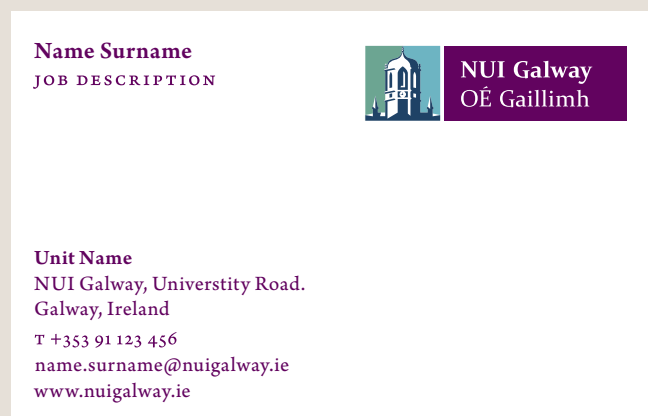 Name Surname
JOB DESCRIPTION
NUI Galway
OÉ Gaillimh
Unit Name
NUI Galway, Universtity Road.
Galway, Ireland
T +353 91 123 456
name.surname@nuigalway.ie
www.nuigalway.ie